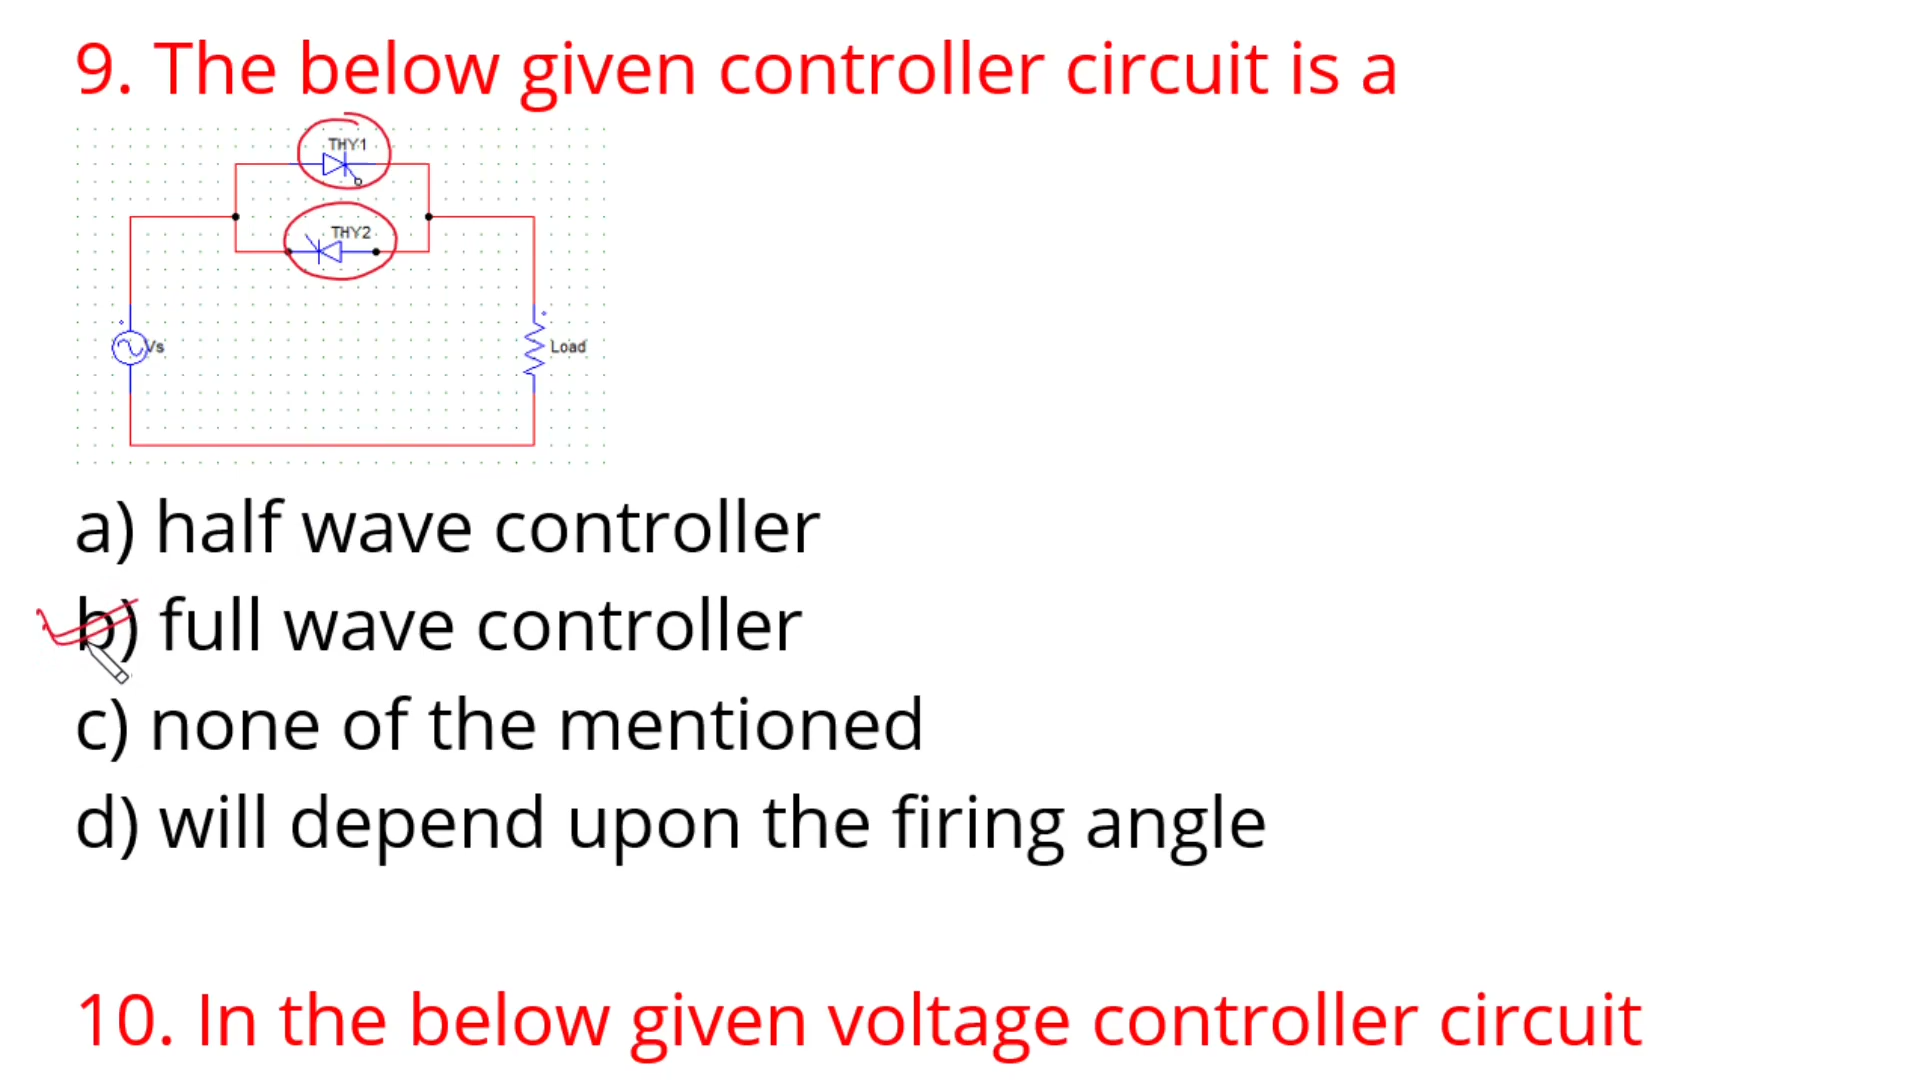 9. The below given controller circuit is a
THY1
THY2
Vs
Load
a) half wave controller
b) full wave controller
c) none of the mentioned
d) will depend upon the firing angle
10. In the below given voltage controller circuit